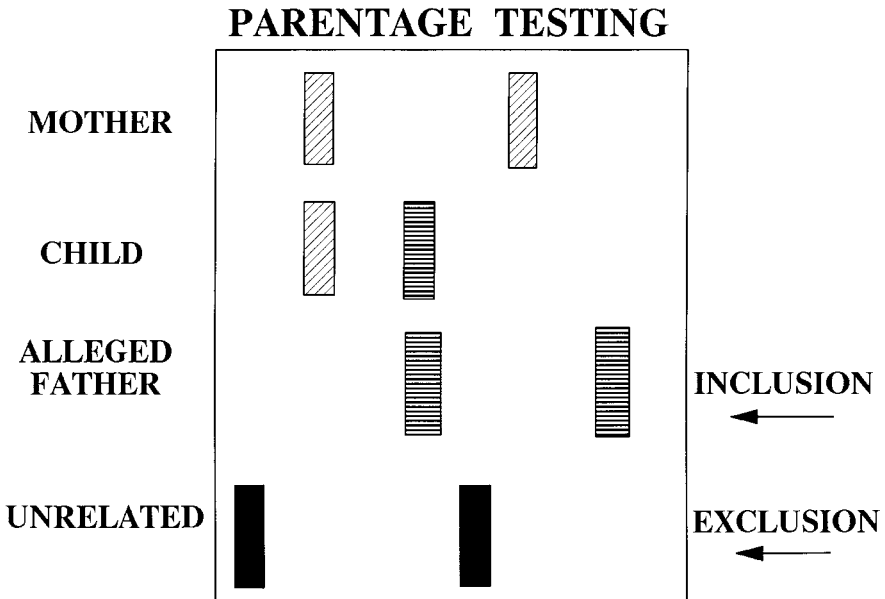 PARENTAGE TESTING
MOTHER
CHILD
ALLEGED
FATHER
INCLUSION
UNRELATED
EXCLUSION